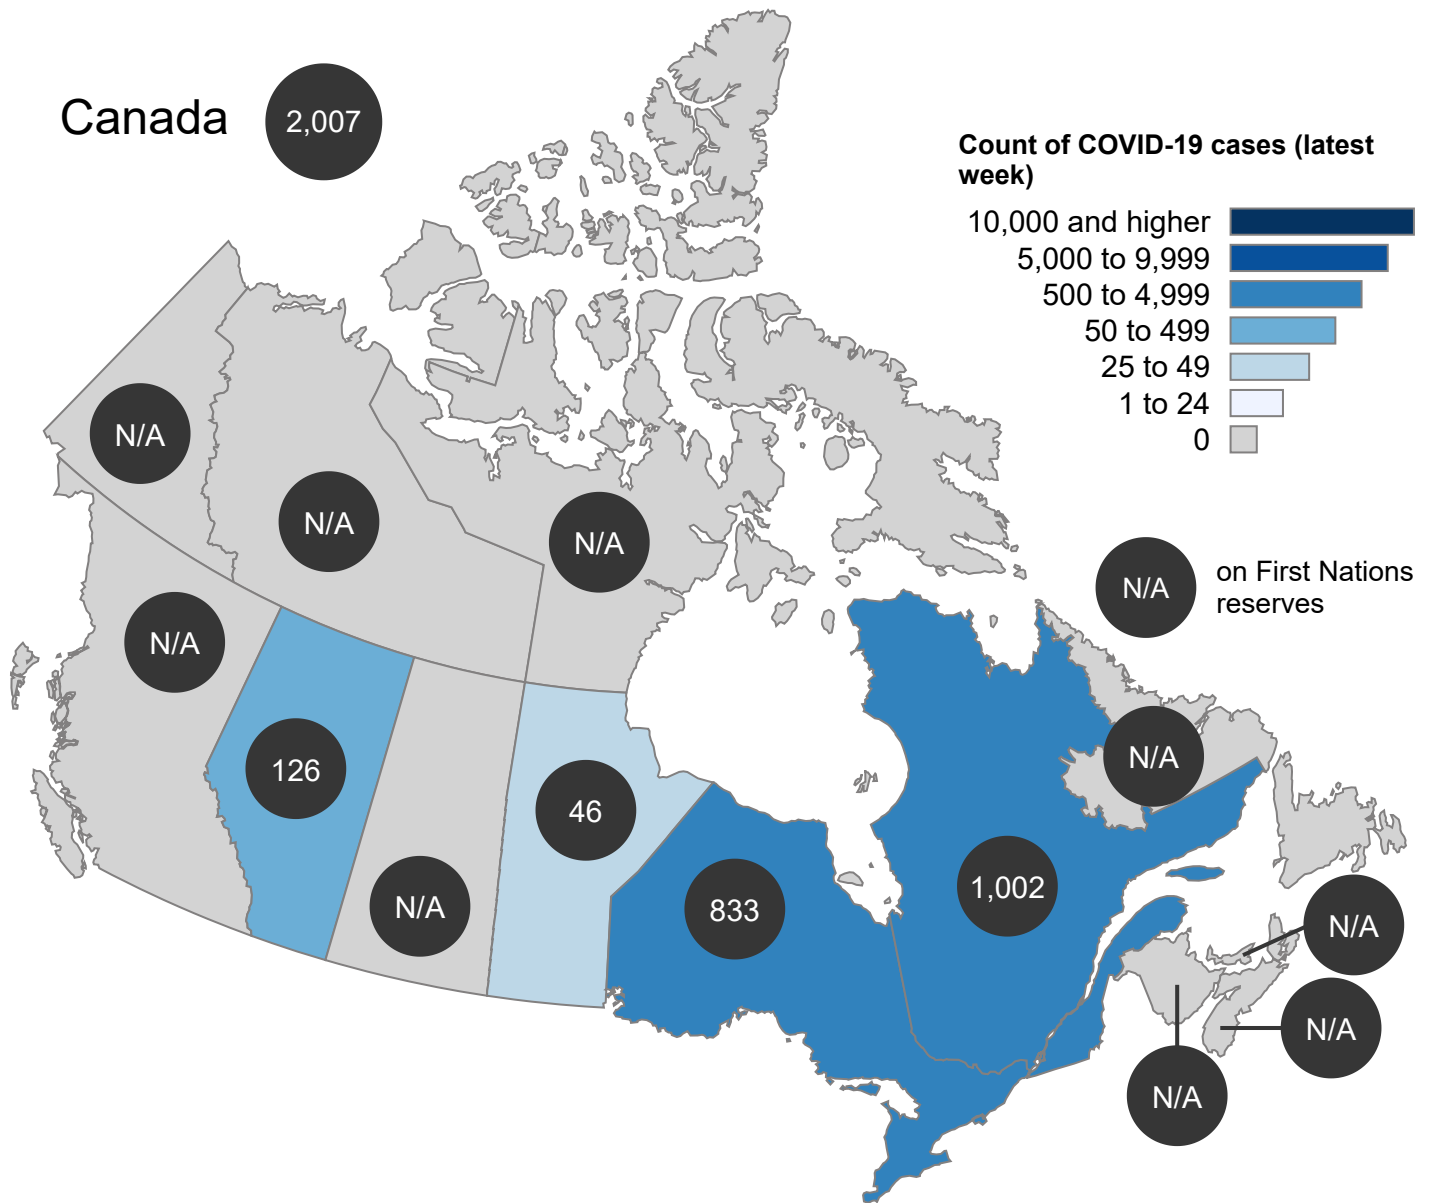 Canada
2,007
Count of COVID-19 cases (latest
week)
10,000 and higher
5,000 to 9,999
500 to 4,999
50 to 499
25 to 49
1 to 24
0
N/A
N/A
N/A
N/A
on First Nations
reserves
N/A
N/A
126
46
N/A
833
1,002
N/A
N/A
N/A